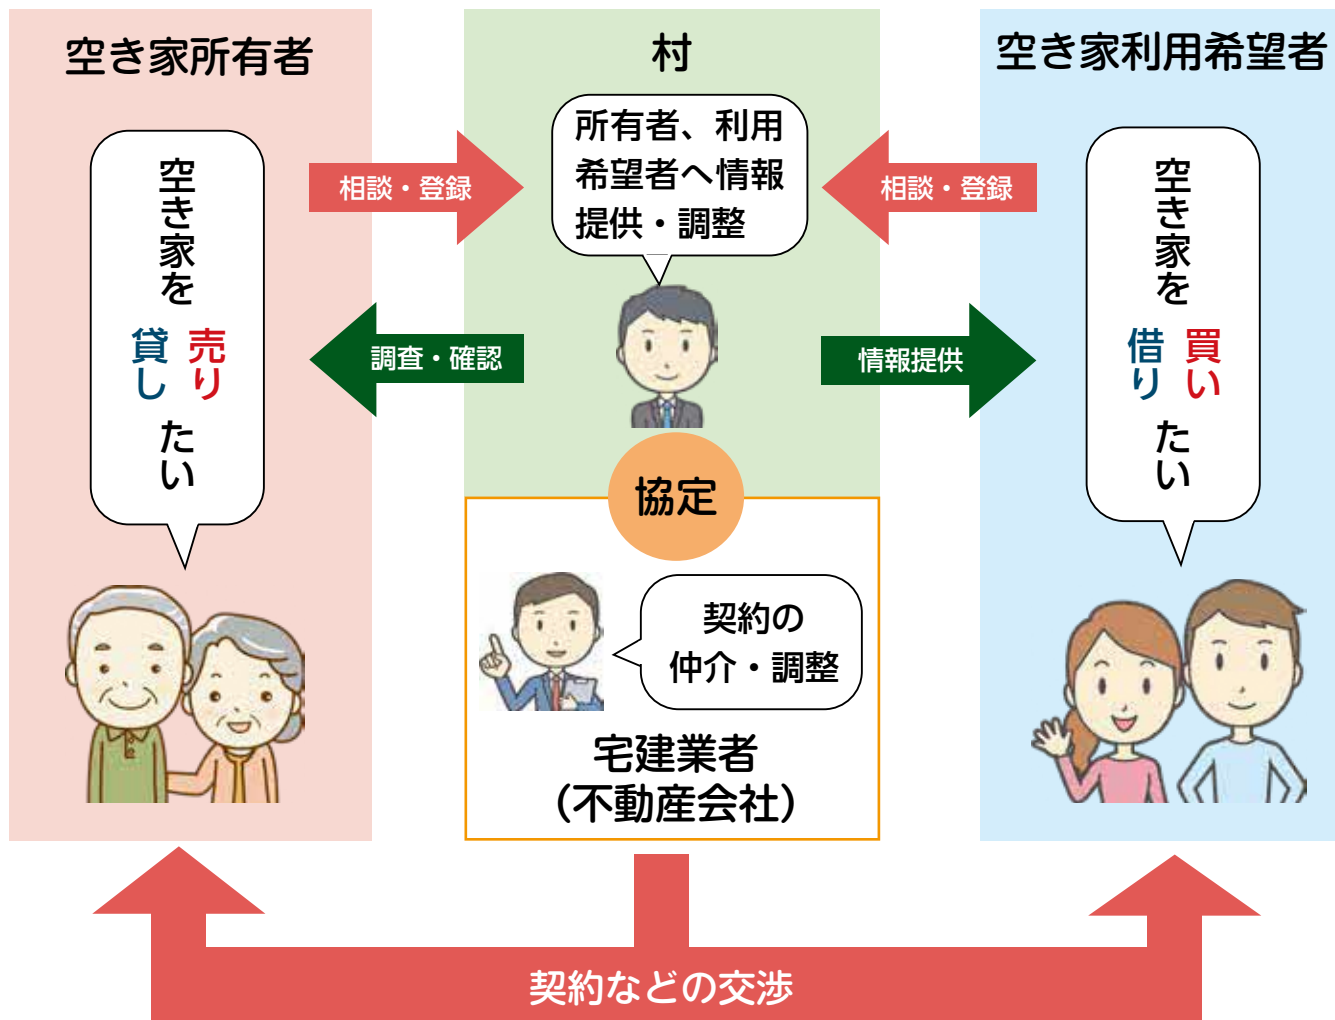 空き家所有者
空き家を
売り
貸し
たい
相談・登録
調査・確認
村
所有者、利用
希望者へ情報
提供・調整
協定
契約の
仲介・調整
宅建業者
（不動産会社）
相談・登録
情報提供
空き家利用希望者
空き家を
買い
借り
たい
契約などの交渉